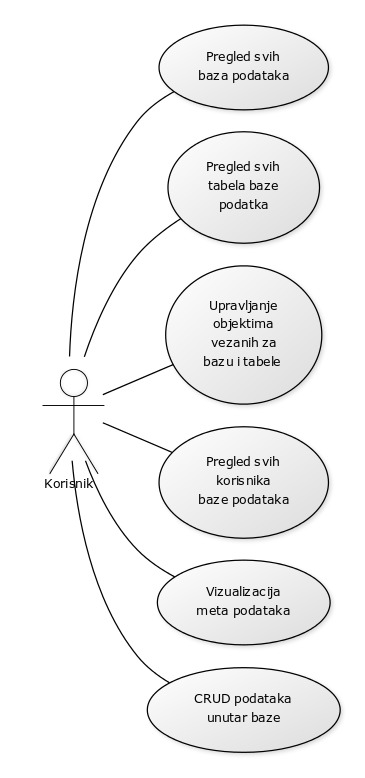 Pregled svih
baza podataka
Pregled svih
tabela baze
podatka
Upravljanje
objektima
vezanih za
bazu i tabele
Korisnik
Pregled svih
korisnika
baze podataka
Vizualizacija
meta podataka
CRUD podataka
unutar baze